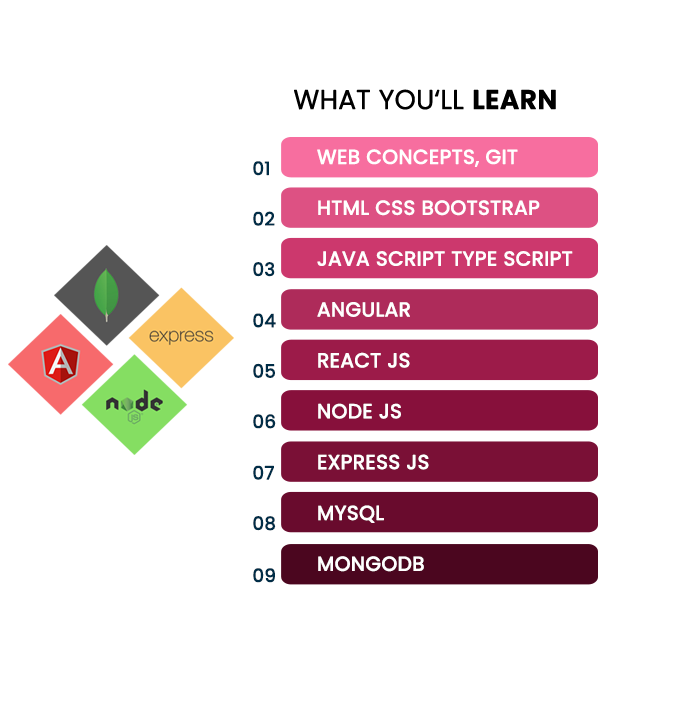 WHAT YOU'LL LEARN
01 WEB CONCEPTS, GIT
02 HTML CSS BOOTSTRAP
03 JAVA SCRIPT TYPE SCRIPT
04 ANGULAR
05 REACT JS
06 NODE JS
07 EXPRESS JS
08 MYSQL
09 MONGODB
express
A
node
JS